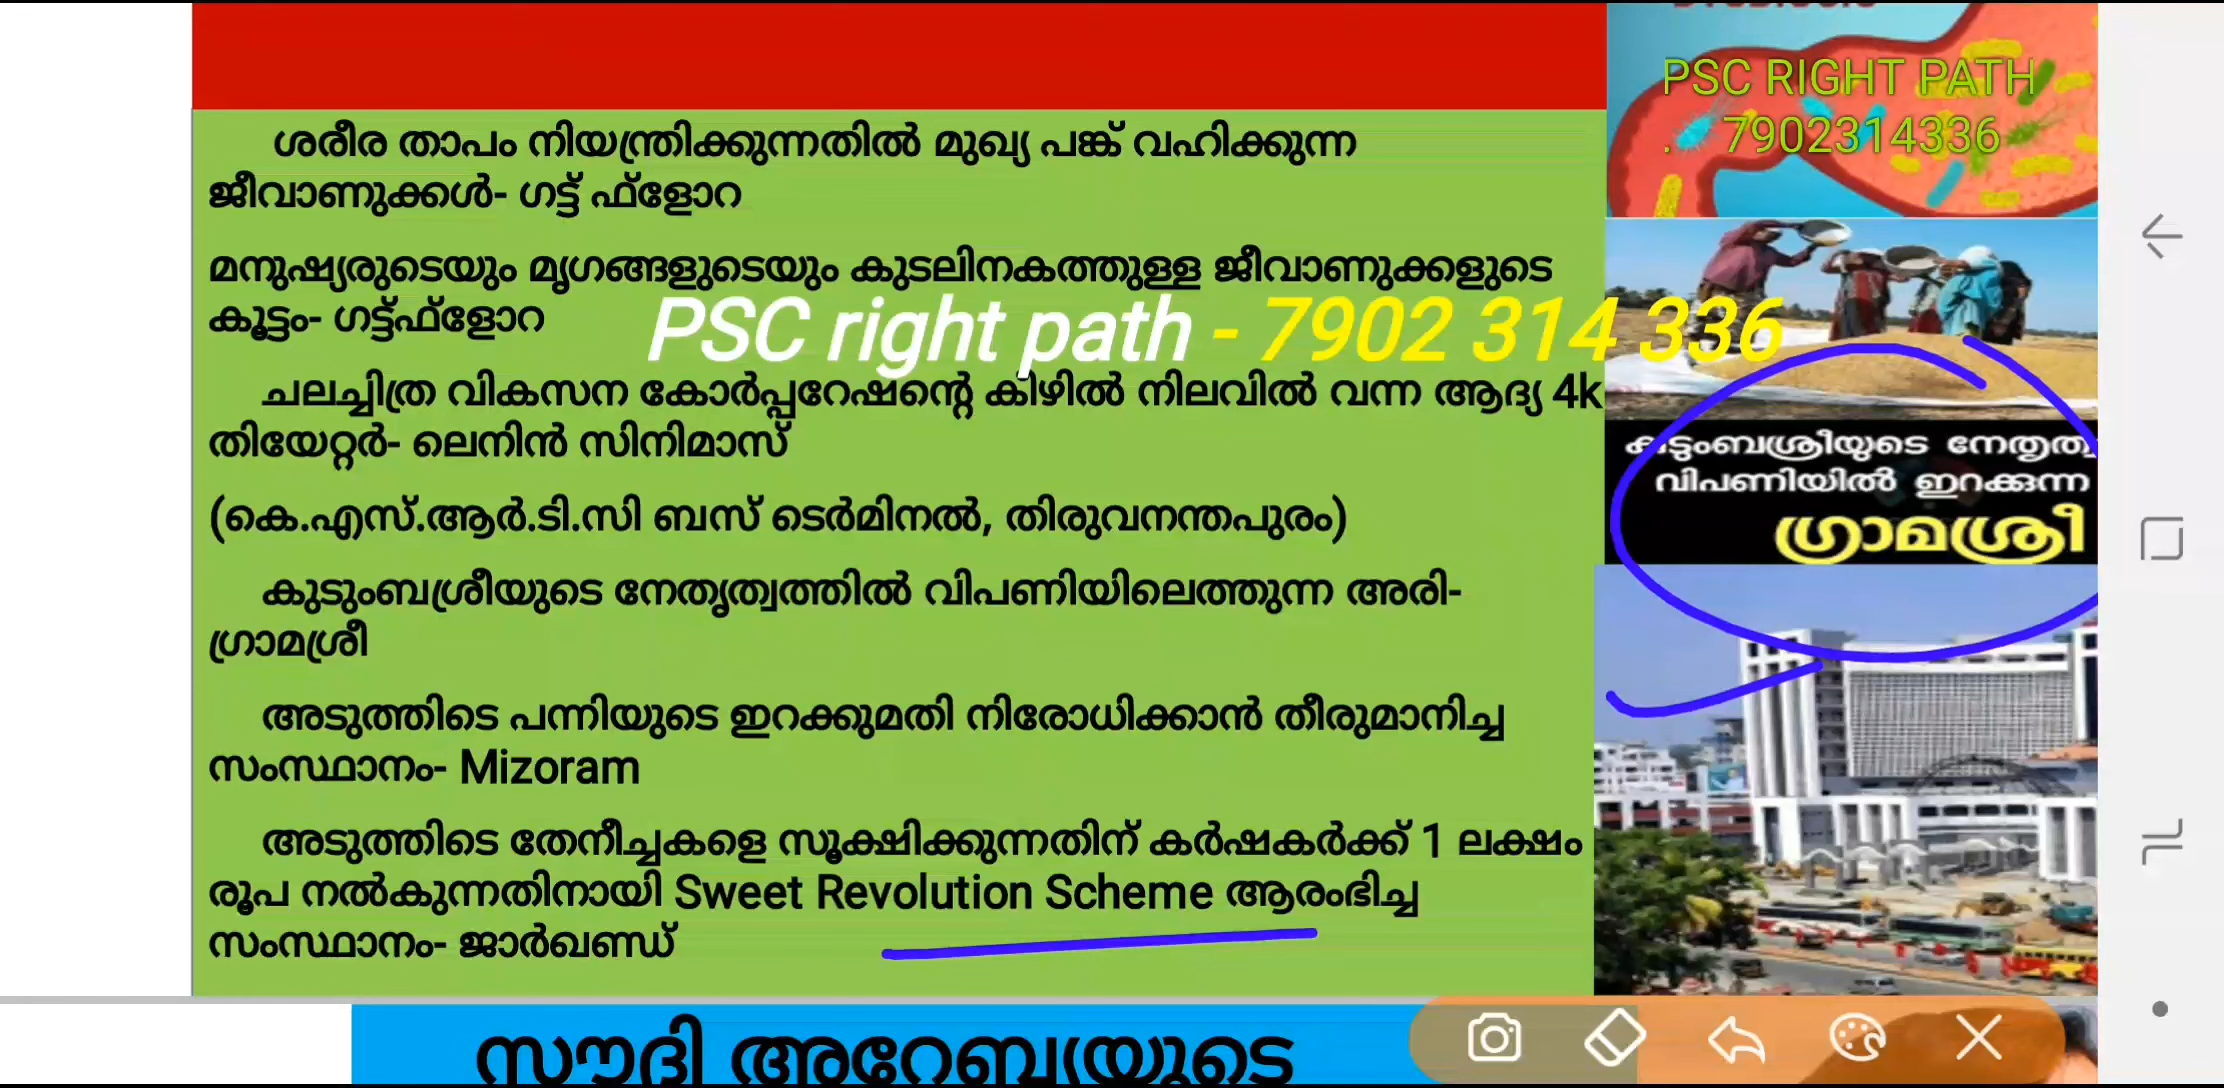 PSC RIGHT PATH
. 7902314336
ശരീര താപം നിയന്ത്രിക്കുന്നതിൽ മുഖ്യ പങ്ക് വഹിക്കുന്ന
ജീവാണുക്കൾ- ഗട്ട് ഫ്ളോറ
മനുഷ്യരുടെയും മൃഗങ്ങളുടെയും കുടലിനകത്തുള്ള ജീവാണുക്കളുടെ
കൂട്ടം- ഗട്ട്ഫ്ളോറ
PSC right path - 7902 314 336
ചലച്ചിത്ര വികസന കോർപ്പറേഷന്റെ കീഴിൽ നിലവിൽ വന്ന ആദ്യ 4k
തിയേറ്റർ- ലെനിൻ സിനിമാസ്
(കെ.എസ്.ആർ.ടി.സി ബസ് ടെർമിനൽ, തിരുവനന്തപുരം)
കുടുംബശ്രീയുടെ നേതൃത്വത്തിൽ വിപണിയിലെത്തുന്ന അരി-
ഗ്രാമശ്രീ
അടുത്തിടെ പന്നിയുടെ ഇറക്കുമതി നിരോധിക്കാൻ തീരുമാനിച്ച
സംസ്ഥാനം- Mizoram
അടുത്തിടെ തേനീച്ചകളെ സൂക്ഷിക്കുന്നതിന് കർഷകർക്ക് 1 ലക്ഷം
രൂപ നൽകുന്നതിനായി Sweet Revolution Scheme ആരംഭിച്ച
സംസ്ഥാനം- ജാർഖണ്ഡ്
കുടുംബശ്രീയുടെ
വിപണിയിൽ ഇറക്കുന്ന
ഗ്രാമശ്രീ
സൗദി അറേബ്യയുടെ